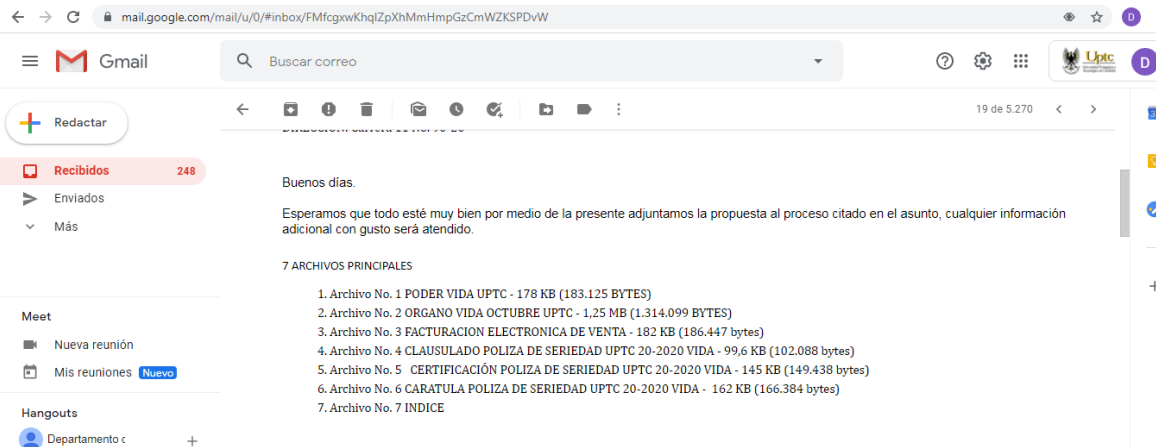 mail.google.com/mail/u/0/#inbox/FMfcgxwKhqlZpXhMmHmpGzCmWZKSPDvW
D
Gmail
Buscar correo
Uptc
D
Redactar
19 de 5.270
Recibidos 248
Enviados
Más
Buenos días.
Esperamos que todo esté muy bien por medio de la presente adjuntamos la propuesta al proceso citado en el asunto, cualquier información
adicional con gusto será atendido.
7 ARCHIVOS PRINCIPALES
1. Archivo No. 1 PODER VIDA UPTC - 178 KB (183.125 BYTES)
2. Archivo No. 2 ORGANO VIDA OCTUBRE UPTC - 1,25 MB (1.314.099 BYTES)
3. Archivo No. 3 FACTURACION ELECTRONICA DE VENTA - 182 KB (186.447 bytes)
4. Archivo No. 4 CLAUSULADO POLIZA DE SERIEDAD UPTC 20-2020 VIDA - 99,6 KB (102.088 bytes)
5. Archivo No. 5 CERTIFICACIÓN POLIZA DE SERIEDAD UPTC 20-2020 VIDA - 145 KB (149.438 bytes)
6. Archivo No. 6 CARATULA POLIZA DE SERIEDAD UPTC 20-2020 VIDA - 162 KB (166.384 bytes)
7. Archivo No. 7 INDICE
Meet
Nueva reunión
Mis reuniones Nuevo
Hangouts
Departamento